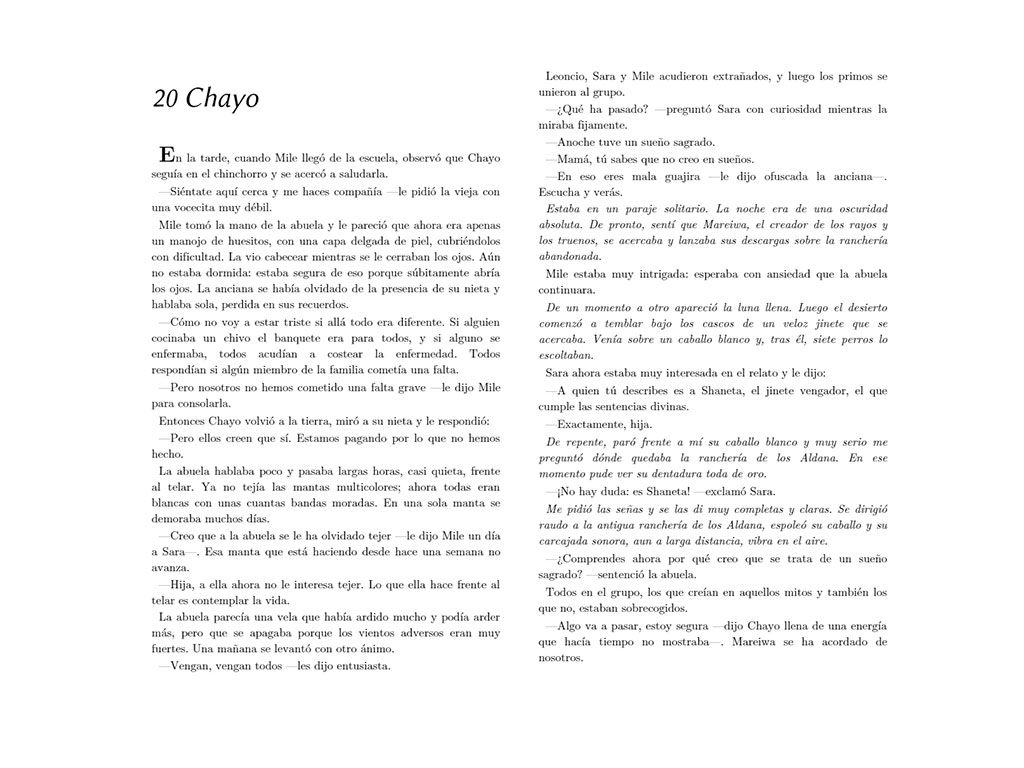 20 Chayo
En la tarde, cuando Mile llegó de la escuela, observó que Chayo
seguía en el chinchorro y se acercó a saludarla.
—Siéntate aquí cerca y me haces compañía —le pidió la vieja con
una vocecita muy débil.
Mile tomó la mano de la abuela y le pareció que ahora era apenas
un manojo de huesitos, con una capa delgada de piel, cubriéndolos
con dificultad. La vio cabecear mientras se le cerraban los ojos. Aún
no estaba dormida: estaba segura de eso porque súbitamente abría
los ojos. La anciana se había olvidado de la presencia de su nieta y
hablaba sola, perdida en sus recuerdos.
—Cómo no voy a estar triste si allá todo era diferente. Si alguien
cocinaba un chivo el banquete era para todos, y si alguno se
enfermaba, todos acudían a costear la enfermedad. Todos
respondían si algún miembro de la familia cometía una falta.
—Pero nosotros no hemos cometido una falta grave —le dijo Mile
para consolarla.
Entonces Chayo volvió a la tierra, miró a su nieta y le respondió:
—Pero ellos creen que sí. Estamos pagando por lo que no hemos
hecho.
La abuela hablaba poco y pasaba largas horas, casi quieta, frente
al telar. Ya no tejía las mantas multicolores; ahora todas eran
blancas con unas cuantas bandas moradas. En una sola manta se
demoraba muchos días.
—Creo que a la abuela se le ha olvidado tejer —le dijo Mile un día
a Sara—. Esa manta que está haciendo desde hace una semana no
avanza.
—Hija, a ella ahora no le interesa tejer. Lo que ella hace frente al
telar es contemplar la vida.
La abuela parecía una vela que había ardido mucho y podía arder
más, pero que se apagaba porque los vientos adversos eran muy
fuertes. Una mañana se levantó con otro ánimo.
—Vengan, vengan todos —les dijo entusiasta.
Leoncio, Sara y Mile acudieron extrañados, y luego los primos se
unieron al grupo.
—¿Qué ha pasado? —preguntó Sara con curiosidad mientras la
miraba fijamente.
—Anoche tuve un sueño sagrado.
—Mamá, tú sabes que no creo en sueños.
—En eso eres mala guajira —le dijo ofuscada la anciana—.
Escucha y verás.
Estaba en un paraje solitario. La noche era de una oscuridad
absoluta. De pronto, sentí que Mareiwa, el creador de los rayos y
los truenos, se acercaba y lanzaba sus descargas sobre la ranchería
abandonada.
Mile estaba muy intrigada: esperaba con ansiedad que la abuela
continuara.
De un momento a otro apareció la luna llena. Luego el desierto
comenzó a temblar bajo los cascos de un veloz jinete que se
acercaba. Venía sobre un caballo blanco y, tras él, siete perros lo
escoltaban.
Sara ahora estaba muy interesada en el relato y le dijo:
—A quien tú describes es a Shaneta, el jinete vengador, el que
cumple las sentencias divinas.
—Exactamente, hija.
De repente, paró frente a mí su caballo blanco y muy serio me
preguntó dónde quedaba la ranchería de los Aldana. En ese
momento pude ver su dentadura toda de oro.
—¡No hay duda: es Shaneta! —exclamó Sara.
Me pidió las señas y se las di muy completas y claras. Se dirigió
raudo a la antigua ranchería de los Aldana, espoleó su caballo y su
carcajada sonora, aun a larga distancia, vibra en el aire.
—¿Comprendes ahora por qué creo que se trata de un sueño
sagrado? —sentenció la abuela.
Todos en el grupo, los que creían en aquellos mitos y también los
que no, estaban sobrecogidos.
—Algo va a pasar, estoy segura —dijo Chayo llena de una energía
que hacía tiempo no mostraba—. Mareiwa se ha acordado de
nosotros.